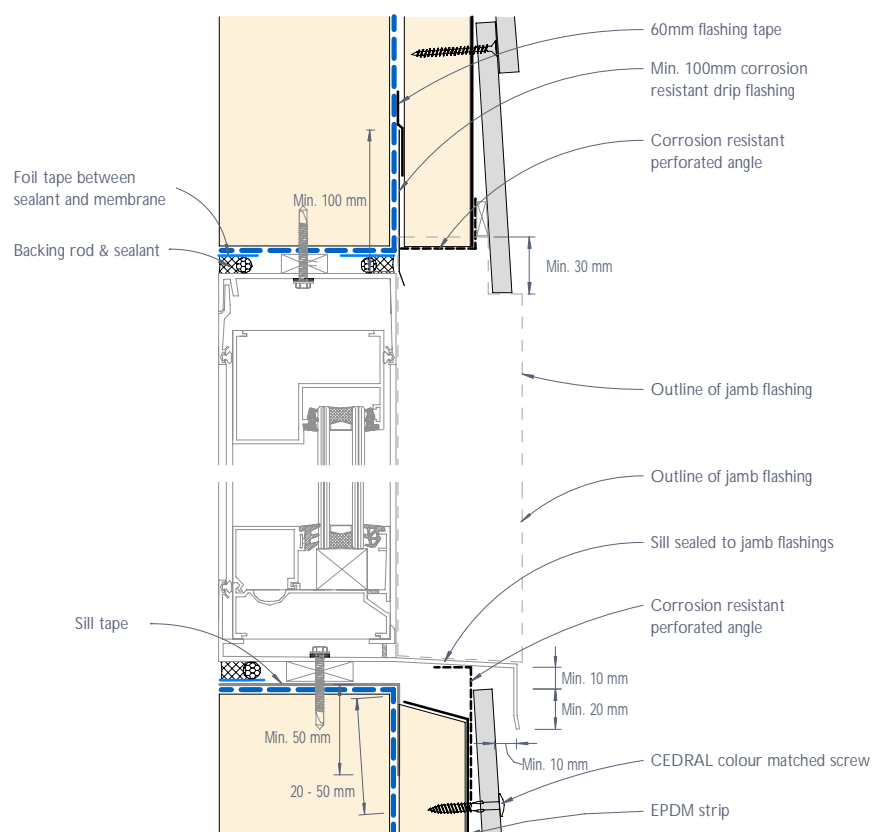 60mm flashing tape
Min. 100mm corrosion
resistant drip flashing
Corrosion resistant
perforated angle
Foil tape between
sealant and membrane
Min. 100 mm
Backing rod & sealant
Min. 30 mm
Outline of jamb flashing
Outline of jamb flashing
Sill sealed to jamb flashings
Corrosion resistant
perforated angle
Sill tape
Min. 10 mm
Min. 20 mm
Min. 50 mm
Min. 10 mm
CEDRAL colour matched screw
20 - 50 mm
EPDM strip